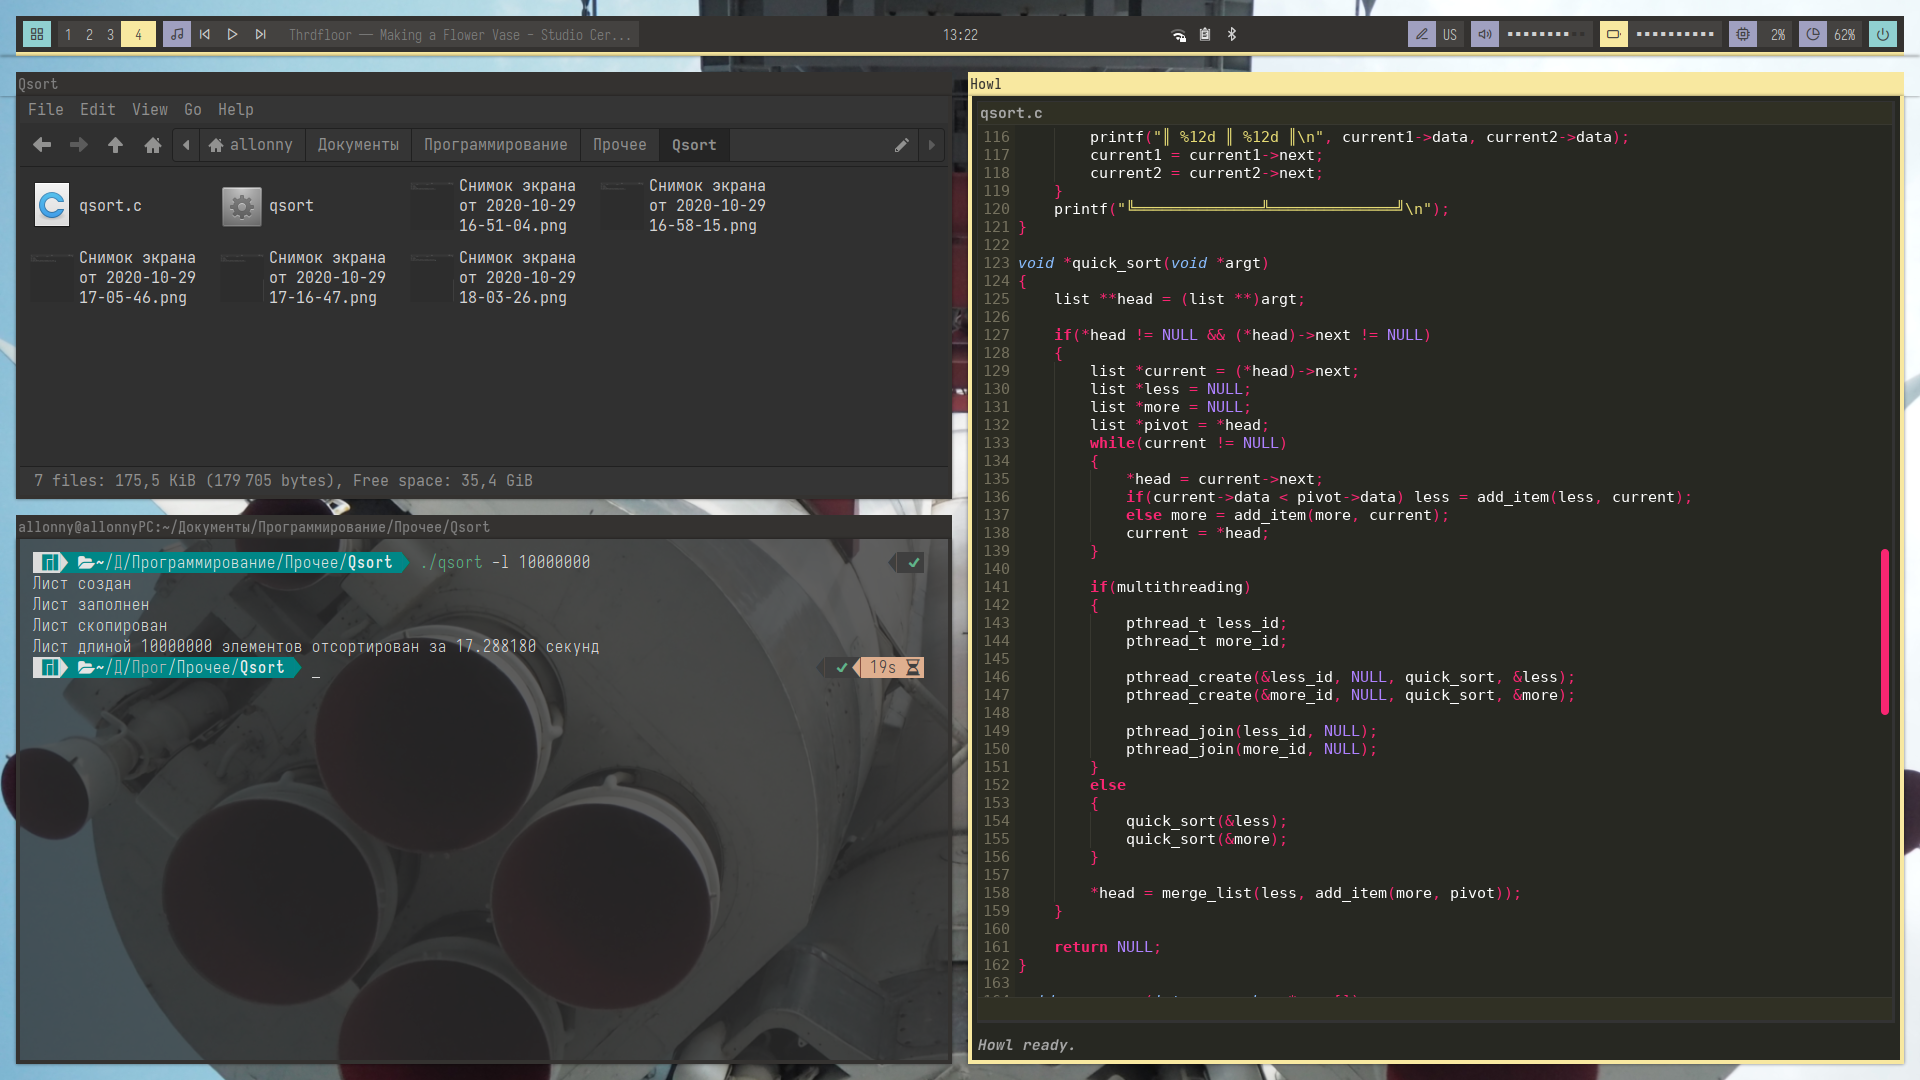 1 2 3 4
Thrdfloor — Making a Flower Vase - Studio Cer...
13:22
US
2%
62%
Qsort
File Edit View Go Help
allonny Документы Программирование Прочее Qsort
qsort.c
qsort
Снимок экрана
от 2020-10-29
16-51-04.png
Снимок экрана
от 2020-10-29
16-58-15.png
Снимок экрана
от 2020-10-29
17-05-46.png
Снимок экрана
от 2020-10-29
17-16-47.png
Снимок экрана
от 2020-10-29
18-03-26.png
7 files: 175,5 KiB (179 705 bytes), Free space: 35,4 GiB
allonny@allonnyPC:~/Документы/Программирование/Прочее/Qsort
~/Д/Программирование/Прочее/Qsort ./qsort -l 10000000
Лист создан
Лист заполнен
Лист скопирован
Лист длиной 10000000 элементов отсортирован за 17.288180 секунд
~/Д/Прог/Прочее/Qsort _ 19s
Howl
qsort.c
116 printf("║ %12d ║ %12d ║\n", current1->data, current2->data);
117 current1 = current1->next;
118 current2 = current2->next;
119 }
120 printf("╚══════════════╩══════════════╝\n");
121 }
122
123 void *quick_sort(void *argt)
124 {
125 list **head = (list **)argt;
126
127 if(*head != NULL && (*head)->next != NULL)
128 {
129 list *current = (*head)->next;
130 list *less = NULL;
131 list *more = NULL;
132 list *pivot = *head;
133 while(current != NULL)
134 {
135 *head = current->next;
136 if(current->data < pivot->data) less = add_item(less, current);
137 else more = add_item(more, current);
138 current = *head;
139 }
140
141 if(multithreading)
142 {
143 pthread_t less_id;
144 pthread_t more_id;
145
146 pthread_create(&less_id, NULL, quick_sort, &less);
147 pthread_create(&more_id, NULL, quick_sort, &more);
148
149 pthread_join(less_id, NULL);
150 pthread_join(more_id, NULL);
151 }
152 else
153 {
154 quick_sort(&less);
155 quick_sort(&more);
156 }
157
158 *head = merge_list(less, add_item(more, pivot));
159 }
160
161 return NULL;
162 }
163
Howl ready.